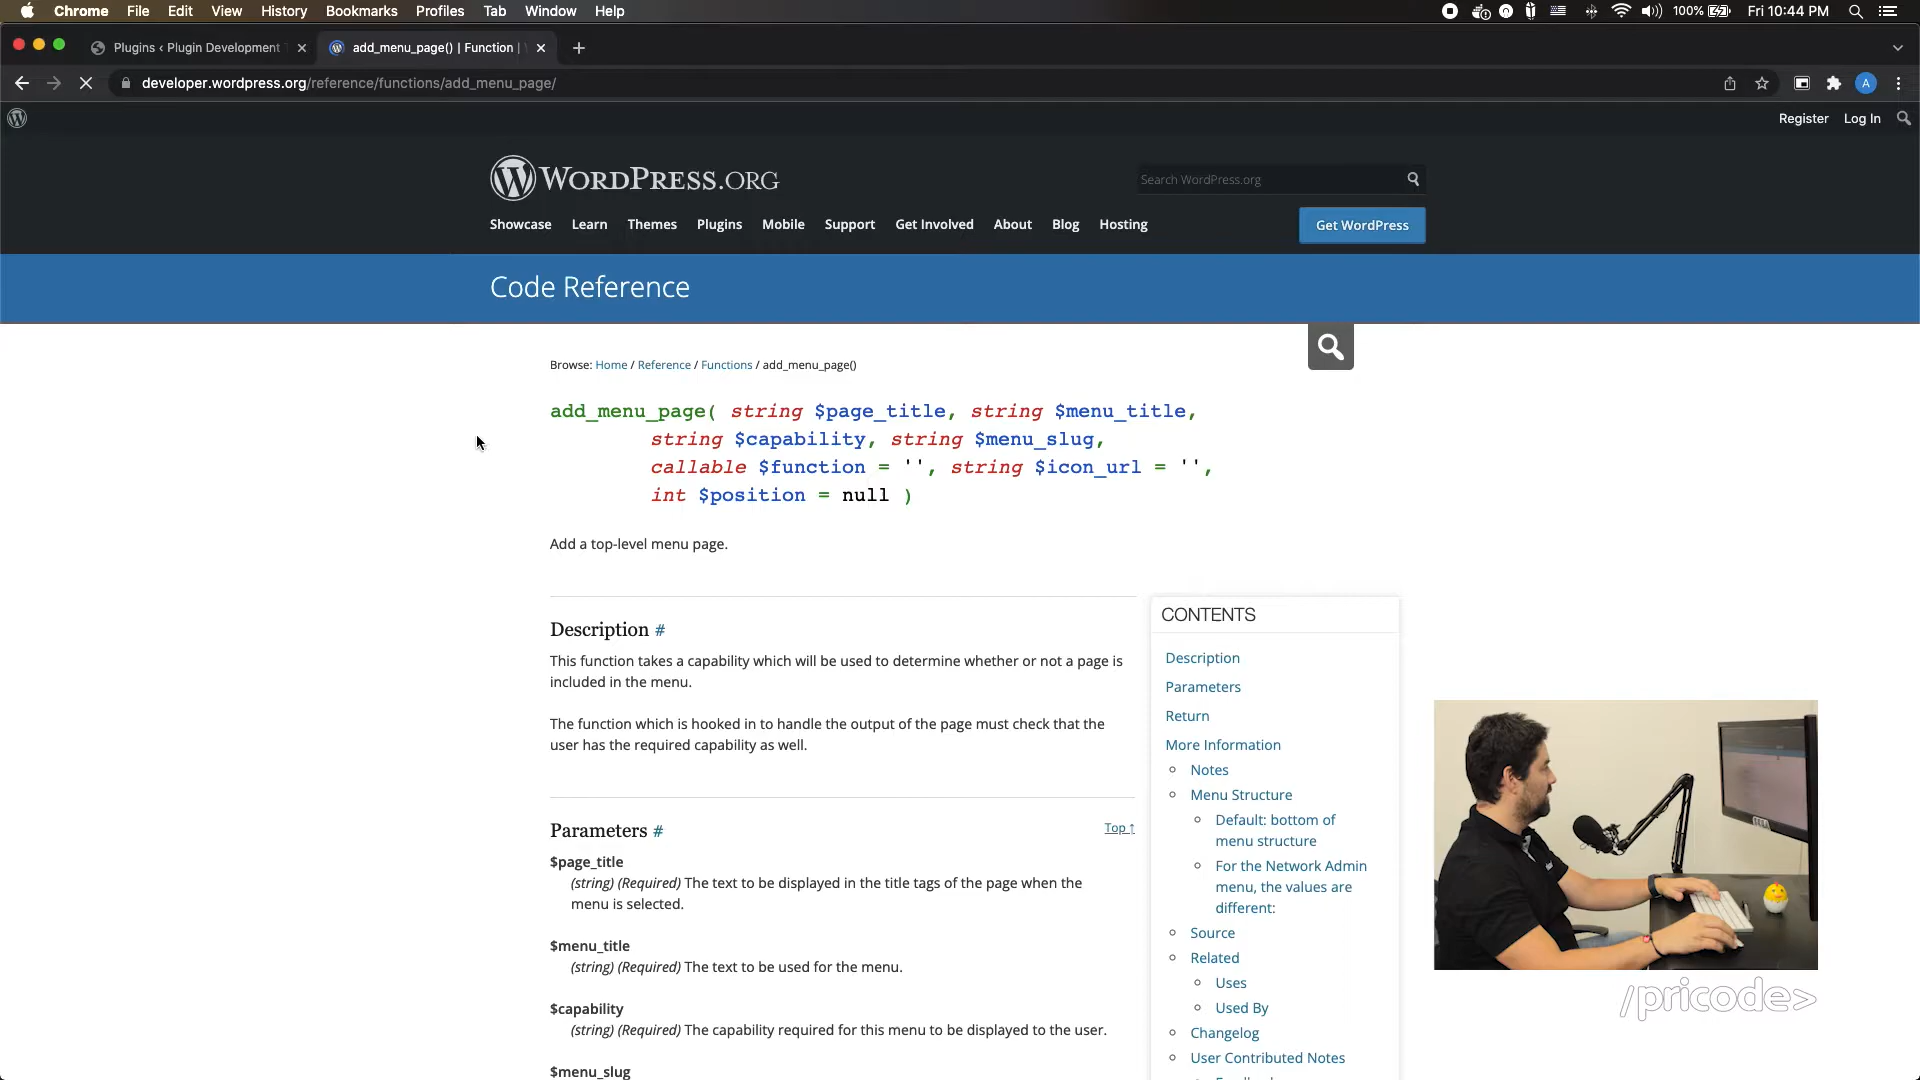 Chrome File Edit View History Bookmarks Profiles Tab Window Help 100% Fri 10:44 PM
Plugins ‹ Plugin Development
add_menu_page() | Function |
developer.wordpress.org/reference/functions/add_menu_page/
A
Register Log In
WORDPRESS.ORG
Search WordPress.org
Showcase Learn Themes Plugins Mobile Support Get Involved About Blog Hosting
Get WordPress
Code Reference
Browse: Home / Reference / Functions / add_menu_page()
add_menu_page( string $page_title, string $menu_title,
string $capability, string $menu_slug,
callable $function = '', string $icon_url = '',
int $position = null )
Add a top-level menu page.
Description #
This function takes a capability which will be used to determine whether or not a page is
included in the menu.
The function which is hooked in to handle the output of the page must check that the
user has the required capability as well.
Parameters #
Top ↑
$page_title
(string) (Required) The text to be displayed in the title tags of the page when the
menu is selected.
$menu_title
(string) (Required) The text to be used for the menu.
$capability
(string) (Required) The capability required for this menu to be displayed to the user.
$menu_slug
CONTENTS
Description
Parameters
Return
More Information
Notes
Menu Structure
Default: bottom of
menu structure
For the Network Admin
menu, the values are
different:
Source
Related
Uses
Used By
Changelog
User Contributed Notes
/pricode>